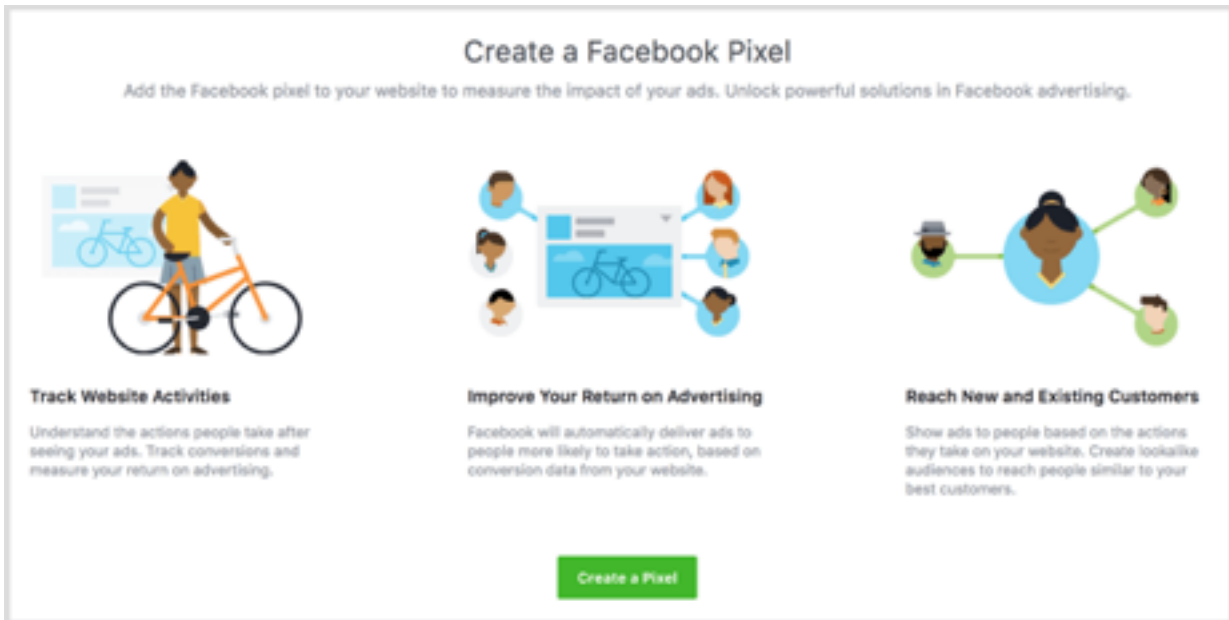 Create a Facebook Pixel
Add the Facebook pixel to your website to measure the impact of your ads. Unlock powerful solutions in Facebook advertising.
Track Website Activities
Understand the actions people take after
seeing your ads. Track conversions and
measure your return on advertising.
Improve Your Return on Advertising
Facebook will automatically deliver ads to
people more likely to take action, based on
conversion data from your website.
Reach New and Existing Customers
Show ads to people based on the actions
they take on your website. Create lookalike
audiences to reach people similar to your
best customers.
Create a Pixel